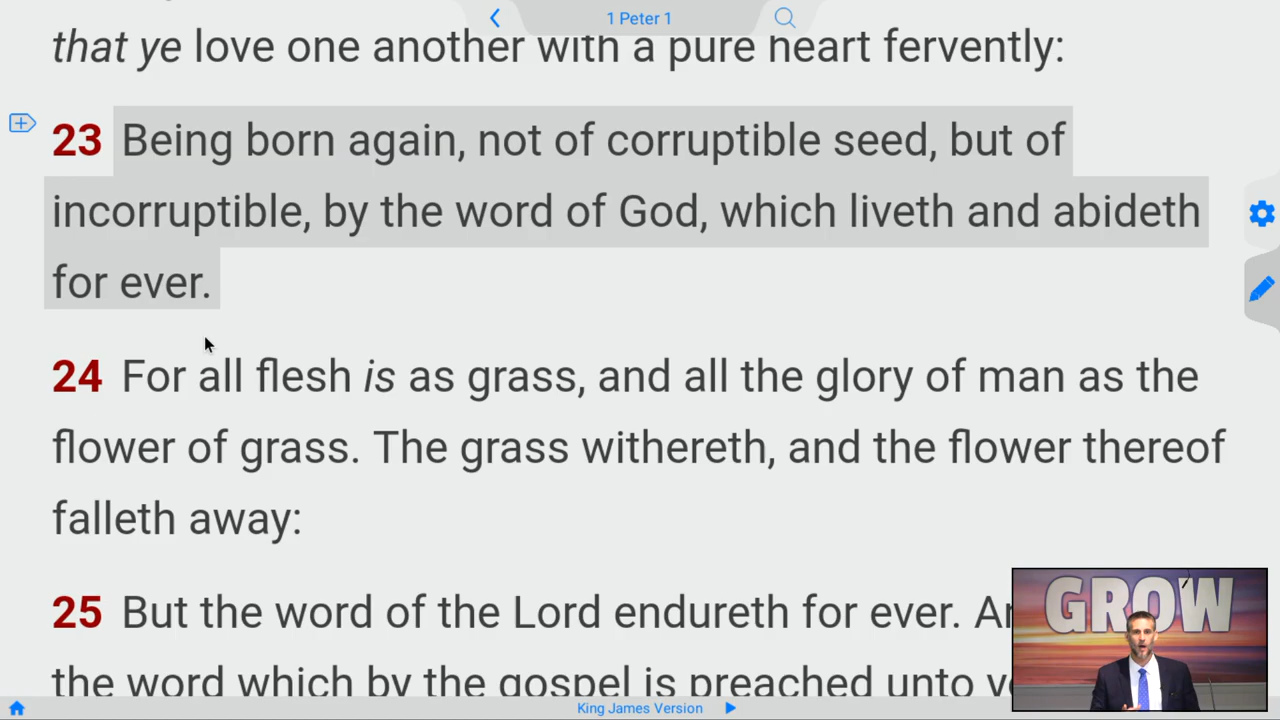 1 Peter 1
that ye love one another with a pure heart fervently:
23 Being born again, not of corruptible seed, but of
incorruptible, by the word of God, which liveth and abideth
for ever.
24 For all flesh is as grass, and all the glory of man as the
flower of grass. The grass withereth, and the flower thereof
falleth away:
25 But the word of the Lord endureth for ever.
the word which by the gospel is preached unto
GROW
King James Version